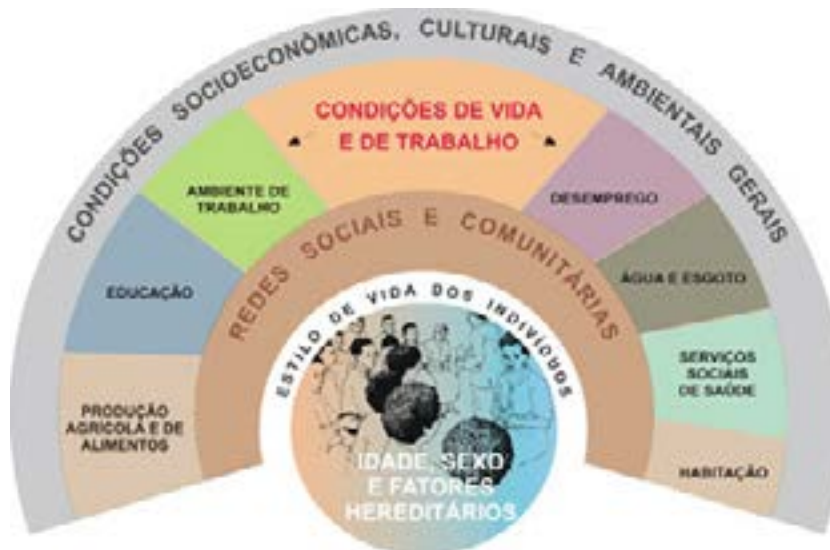 CONDIÇÕES SOCIOECONÔMICAS, CULTURAIS E AMBIENTAIS GERAIS
CONDIÇÕES DE VIDA
E DE TRABALHO
AMBIENTE DE
TRABALHO
DESEMPREGO
EDUCAÇÃO
ÁGUA E ESGOTO
PRODUÇÃO
AGRÍCOLA E DE
ALIMENTOS
SERVIÇOS
SOCIAIS
DE SAÚDE
HABITAÇÃO
REDES SOCIAIS E COMUNITÁRIAS
ESTILO DE VIDA DOS INDIVÍDUOS
IDADE, SEXO
E FATORES
HEREDITÁRIOS